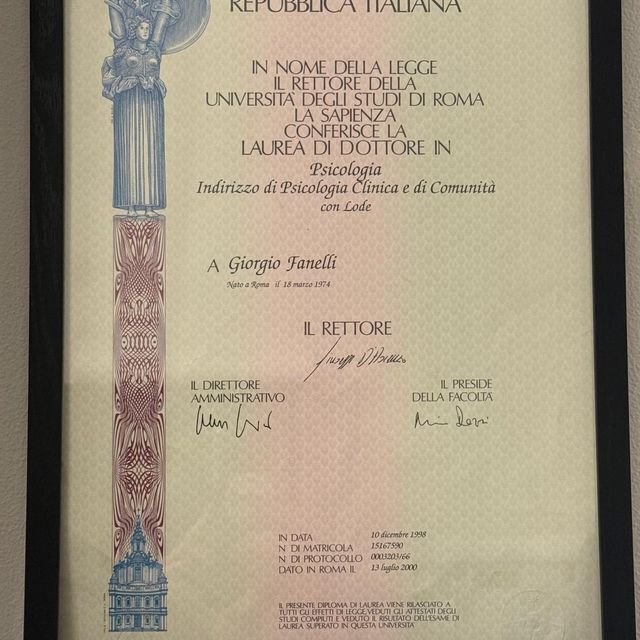 REPUBBLICA ITALIANA
IN NOME DELLA LEGGE
IL RETTORE DELLA
UNIVERSITA' DEGLI STUDI DI ROMA
LA SAPIENZA
CONFERISCE LA
LAUREA DI DOTTORE IN
Psicologia
Indirizzo di Psicologia Clinica e di Comunità
con Lode
A Giorgio Fanelli
Nato a Roma il 18 marzo 1974
IL RETTORE
IL DIRETTORE
AMMINISTRATIVO
IL PRESIDE
DELLA FACOLTA'
IN DATA 10 dicembre 1998
N DI MATRICOLA 15167590
N DI PROTOCOLLO 0003203/66
DATO IN ROMA IL 13 luglio 2000
IL PRESENTE DIPLOMA DI LAUREA VIENE RILASCIATO A
TUTTI GLI EFFETTI DI LEGGE, VEDUTI GLI ATTESTATI DEGLI
STUDI COMPIUTI E VEDUTO IL RISULTATO DELL'ESAME DI
LAUREA SUPERATO IN QUESTA UNIVERSITA'